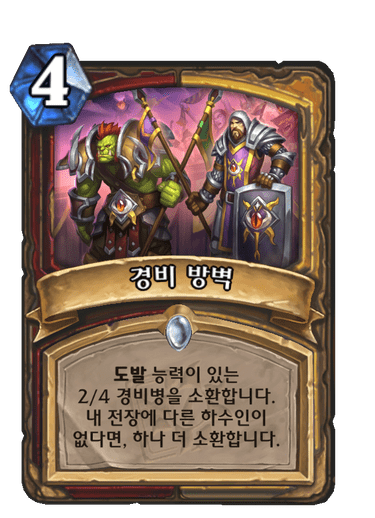 4
경비 방벽
도발 능력이 있는
2/4 경비병을 소환합니다.
내 전장에 다른 하수인이
없다면, 하나 더 소환합니다.